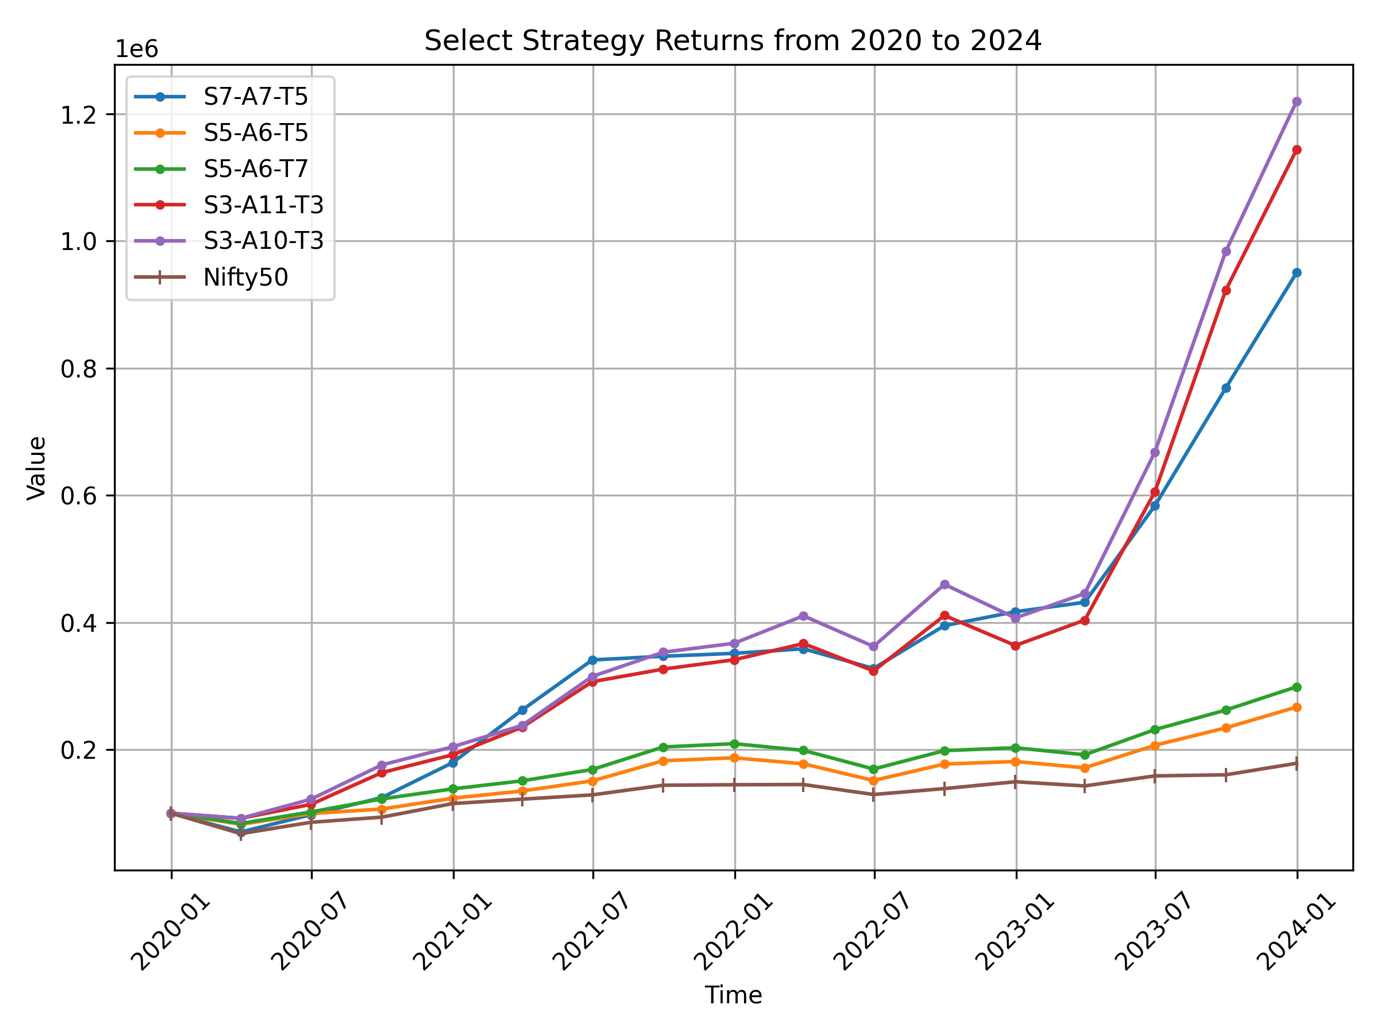 Select Strategy Returns from 2020 to 2024
1e6
S7-A7-T5
S5-A6-T5
S5-A6-T7
S3-A11-T3
S3-A10-T3
Nifty50
1.2
1.0
0.8
0.6
0.4
0.2
Value
2020-01
2020-07
2021-01
2021-07
2022-01
2022-07
2023-01
2023-07
2024-01
Time